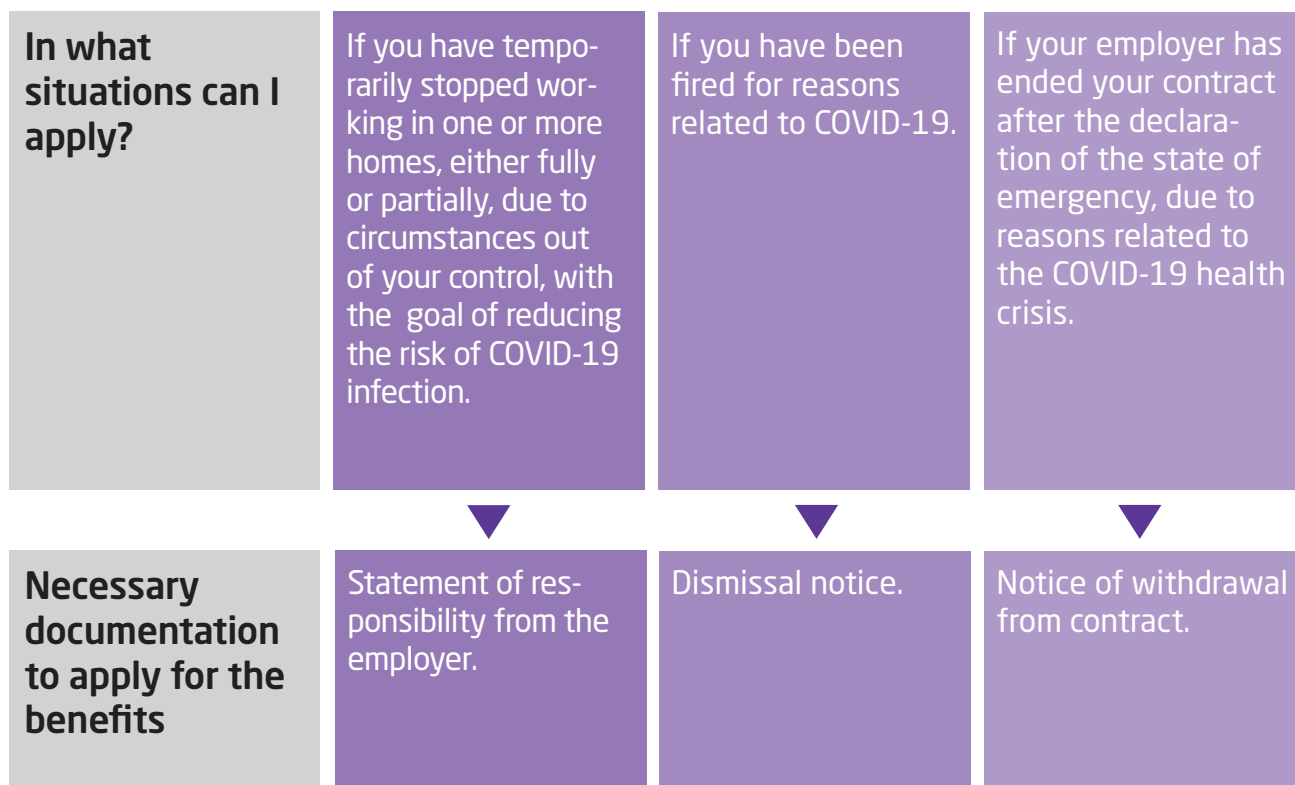 In what
situations can I
apply?
If you have tempo-
rarily stopped wor-
king in one or more
homes, either fully
or partially, due to
circumstances out
of your control, with
the  goal of reducing
the risk of COVID-19
infection.
If you have been
fired for reasons
related to COVID-19.
If your employer has
ended your contract
after the declara-
tion of the state of
emergency, due to
reasons related to
the COVID-19 health
crisis.
Necessary
documentation
to apply for the
benefits
Statement of res-
ponsibility from the
employer.
Dismissal notice.
Notice of withdrawal
from contract.